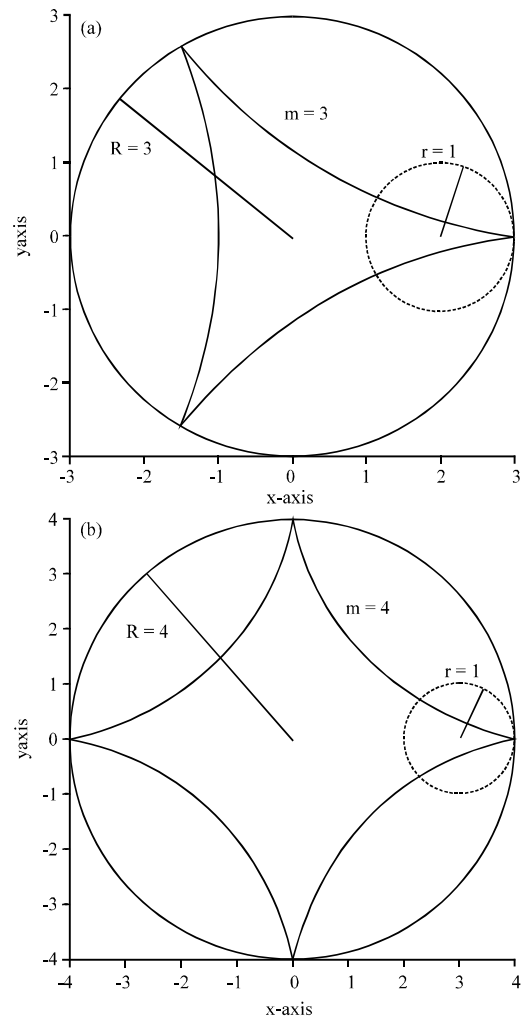 (a)
3
2
1
0
-1
-2
-3
yaxis
m = 3
R = 3
r = 1
-3 -2 -1 0 1 2 3
x-axis
(b)
4
3
2
1
0
-1
-2
-3
-4
yaxis
m = 4
R = 4
r = 1
-4 -3 -2 -1 0 1 2 3 4
x-axis